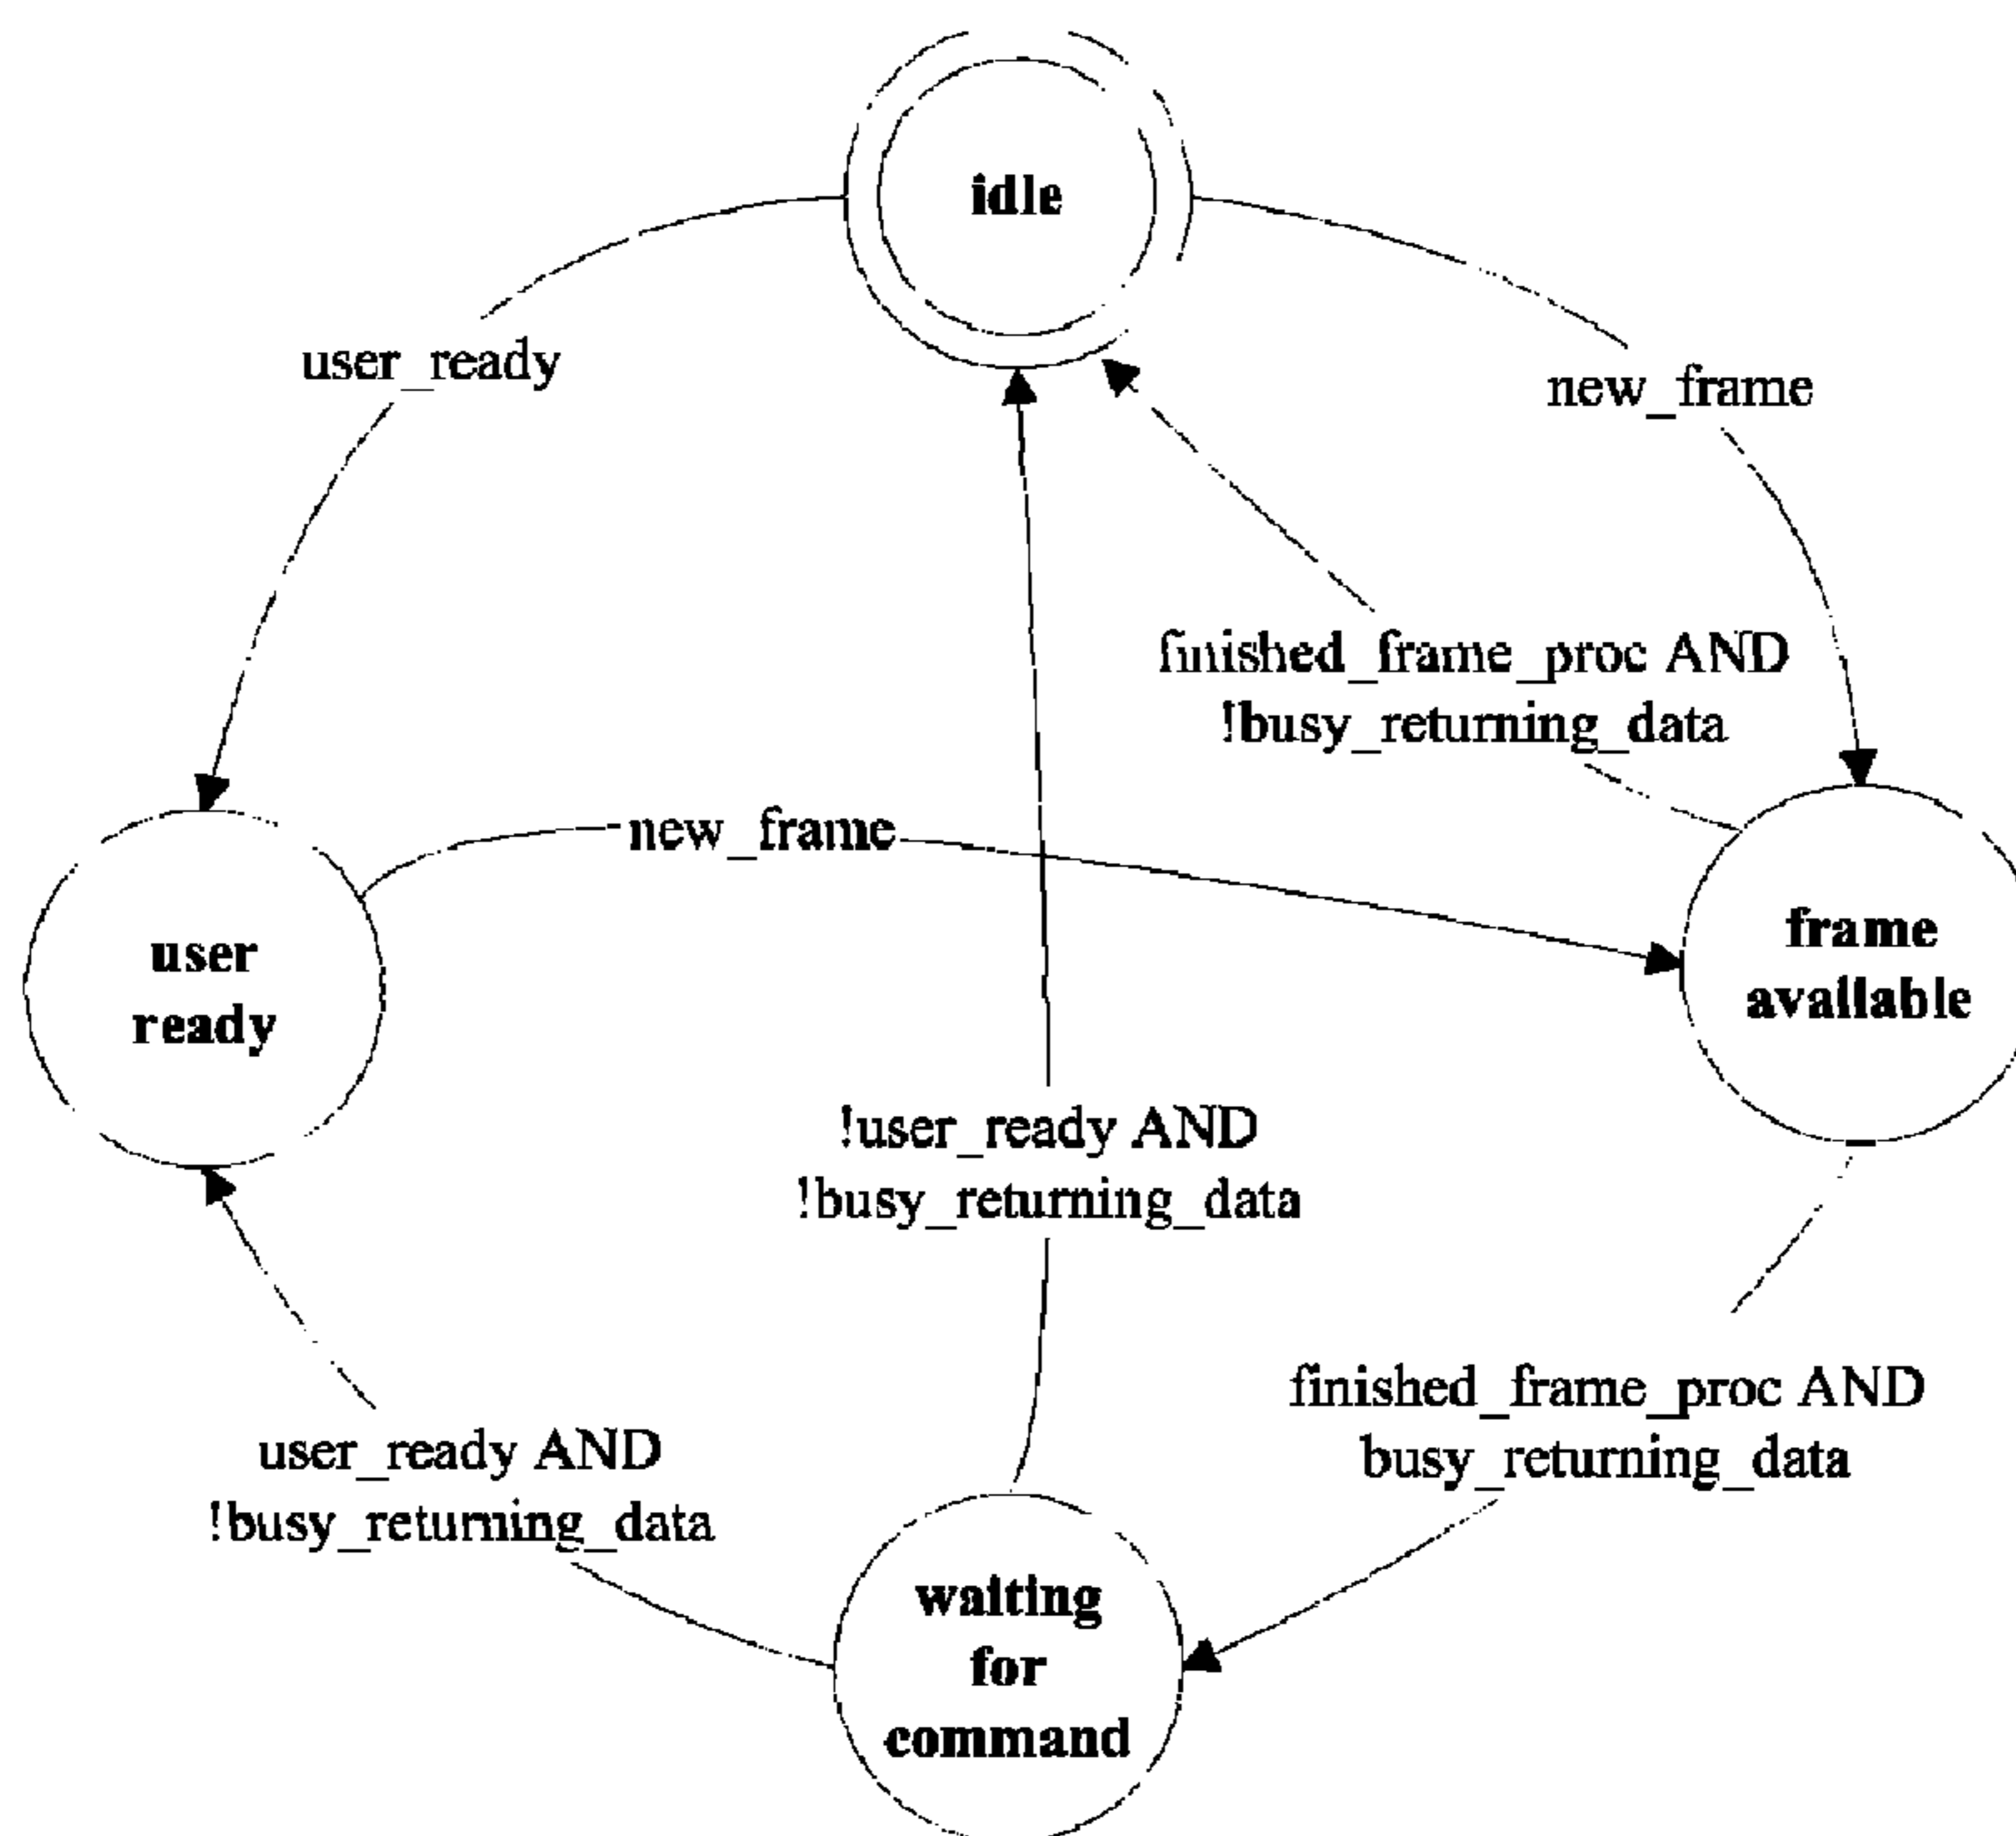 idle
user_ready
new_frame
finished_frame_proc AND
!busy_returning_data
new_frame
user
ready
frame
available
!user_ready AND
!busy_returning_data
finished_frame_proc AND
busy_returning_data
user_ready AND
!busy_returning_data
waiting
for
command